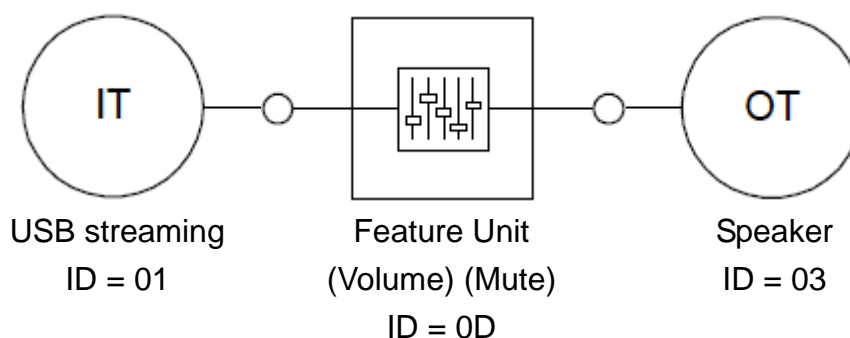 IT
OT
USB streaming
Feature Unit
Speaker
ID = 01
(Volume) (Mute)
ID = 03
ID = 0D